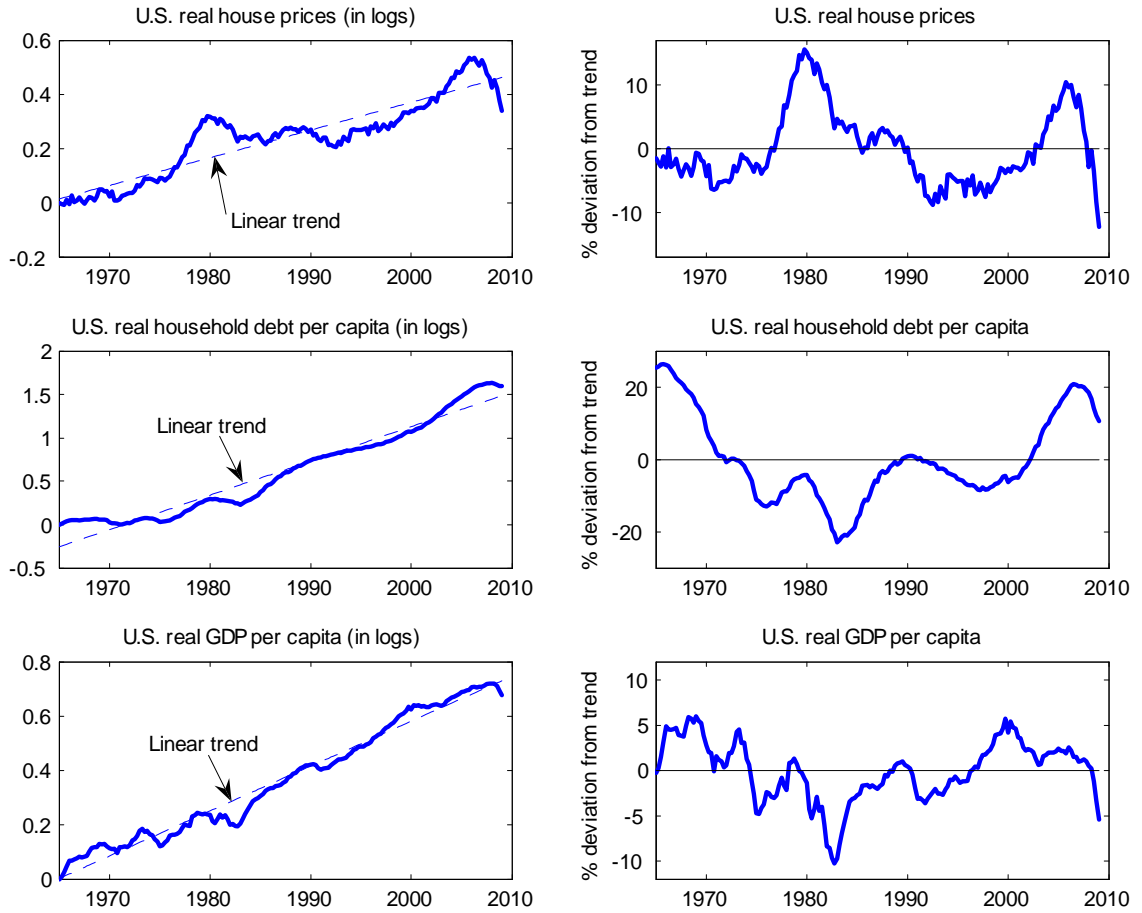 U.S. real house prices (in logs)
0.6
0.4
0.2
0
-0.2
Linear trend
1970 1980 1990 2000 2010
U.S. real house prices
% deviation from trend
10
0
-10
1970 1980 1990 2000 2010
U.S. real household debt per capita (in logs)
2
1.5
1
0.5
0
-0.5
Linear trend
1970 1980 1990 2000 2010
U.S. real household debt per capita
% deviation from trend
20
0
-20
1970 1980 1990 2000 2010
U.S. real GDP per capita (in logs)
0.8
0.6
0.4
0.2
0
Linear trend
1970 1980 1990 2000 2010
U.S. real GDP per capita
% deviation from trend
10
5
0
-5
-10
1970 1980 1990 2000 2010